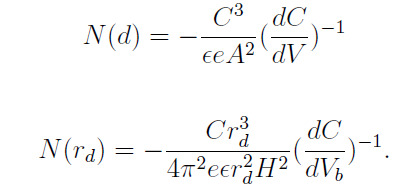 N(d) = -\frac{C^3}{\epsilon e A^2}(\frac{dC}{dV})^{-1}
N(r_d) = -\frac{Cr_d^3}{4\pi^2 e\epsilon r_d^2 H^2}(\frac{dC}{dV_b})^{-1}.